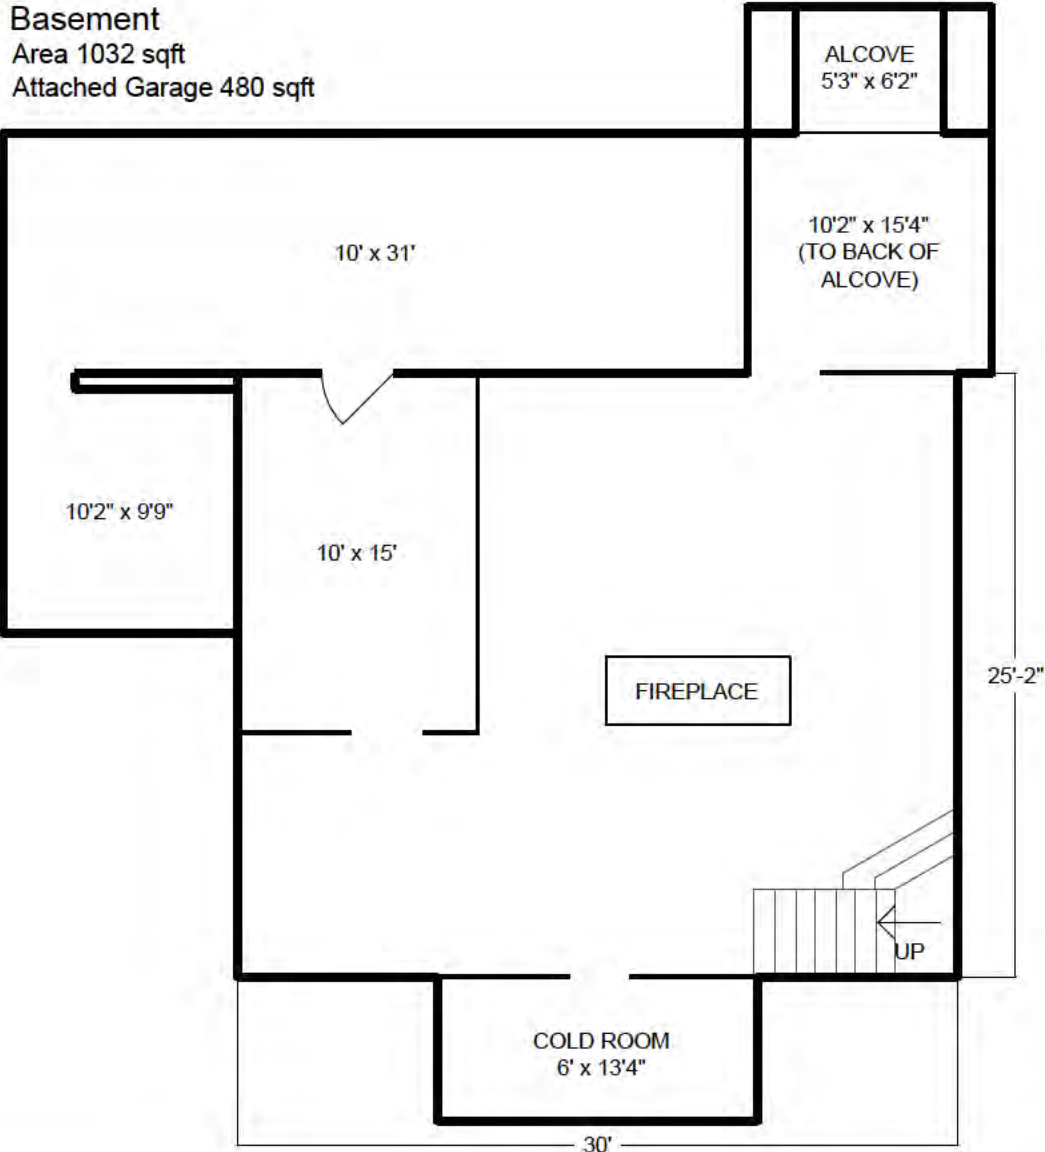 Basement
Area 1032 sqft
Attached Garage 480 sqft
ALCOVE
5'3" x 6'2"
10' x 31'
10'2" x 15'4"
(TO BACK OF
ALCOVE)
10'2" x 9'9"
10' x 15'
FIREPLACE
25'-2"
UP
COLD ROOM
6' x 13'4"
30'